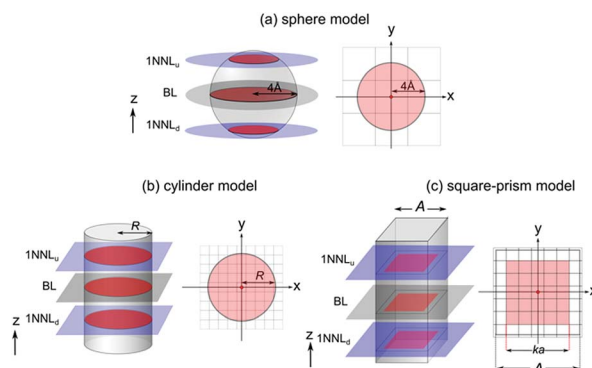 (a) sphere model
1NNLu
BL
1NNLd
z
4Å
y
x
4Å
(b) cylinder model
R
1NNLu
BL
1NNLd
z
y
R
x
(c) square-prism model
A
1NNLu
BL
1NNLd
z
y
x
ka
A